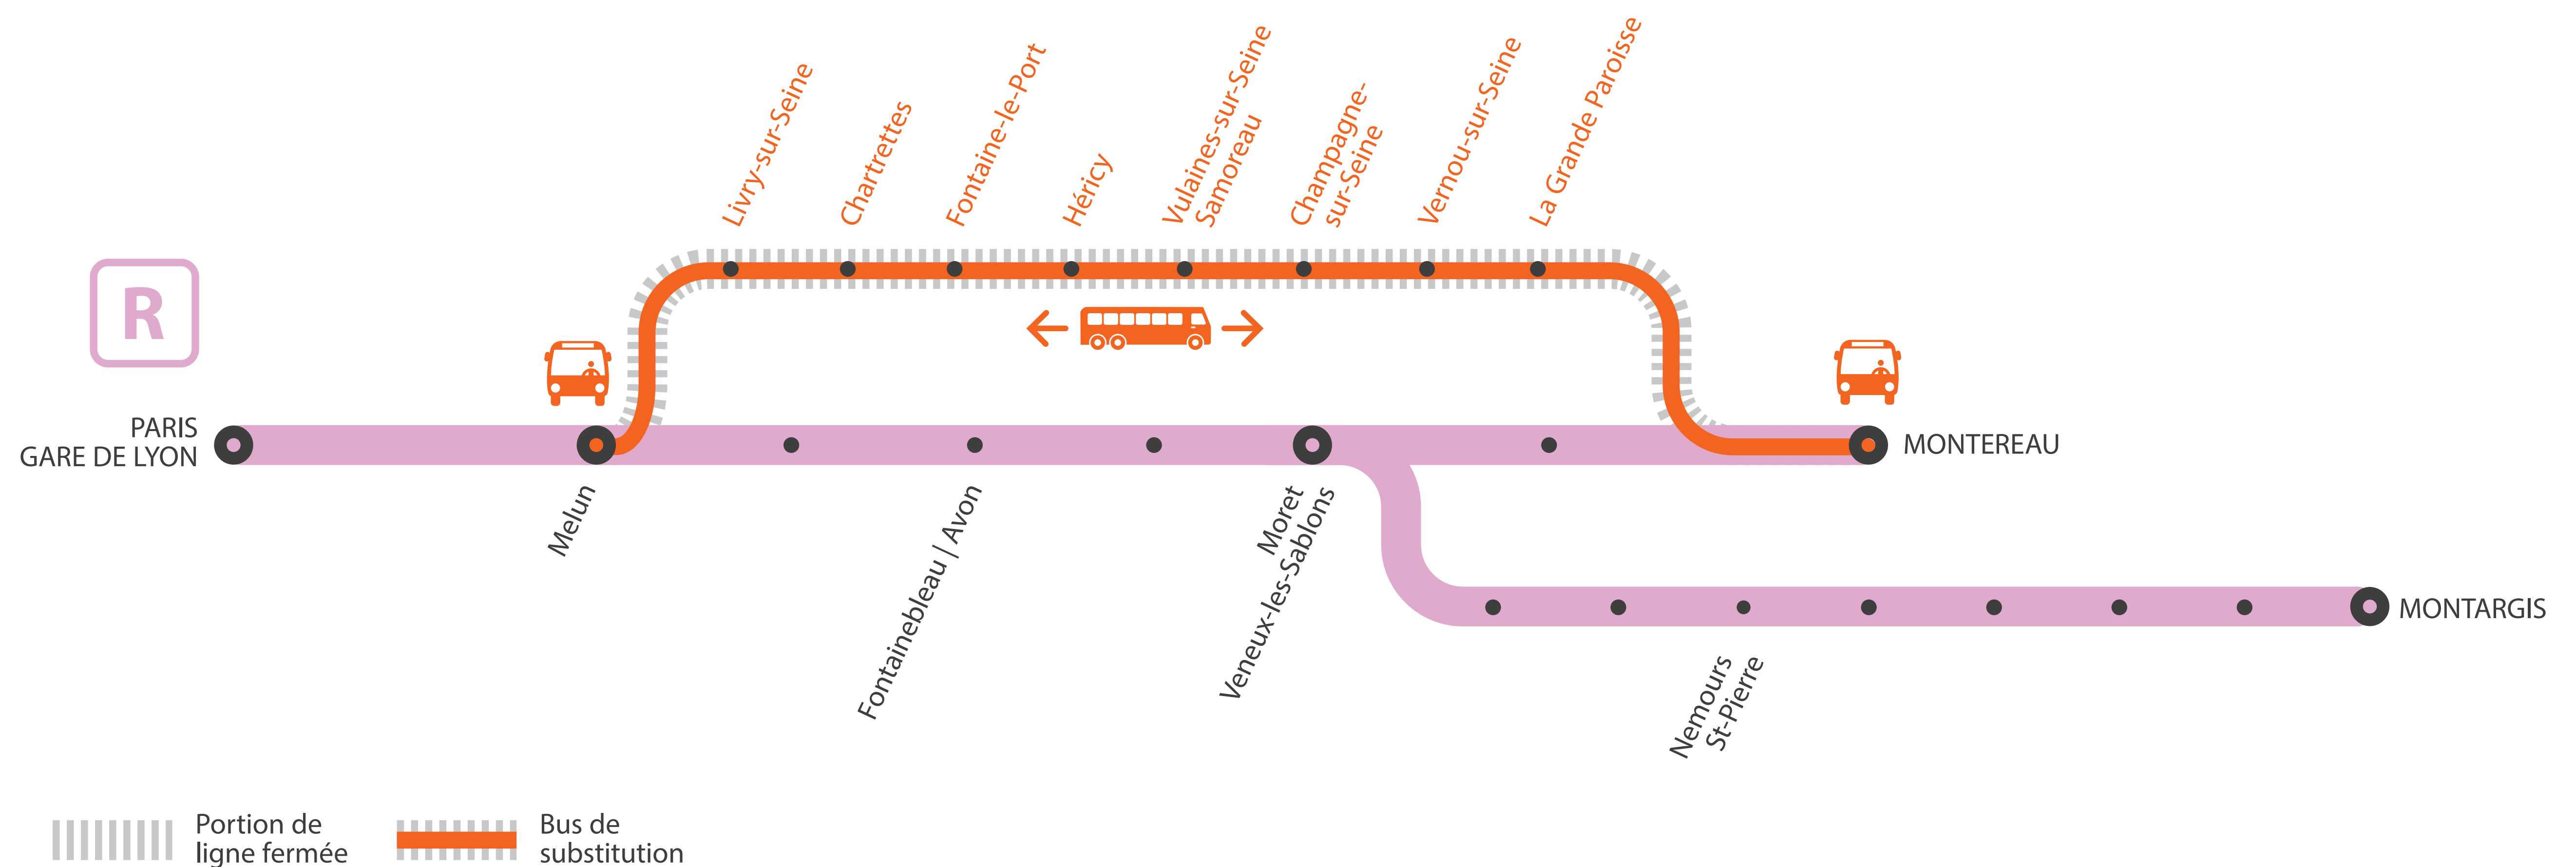 Livry-sur-Seine
Chartrettes
Fontaine-le-Port
Héricy
Vulaines-sur-Seine
Samoreau
Champagne-
sur-Seine
Vernou-sur-Seine
La Grande Paroisse
R
PARIS
GARE DE LYON
MONTEREAU
Melun
Fontainebleau | Avon
Moret
Veneux-les-Sablons
MONTARGIS
Nemours
St-Pierre
Portion de
ligne fermée
Bus de
substitution